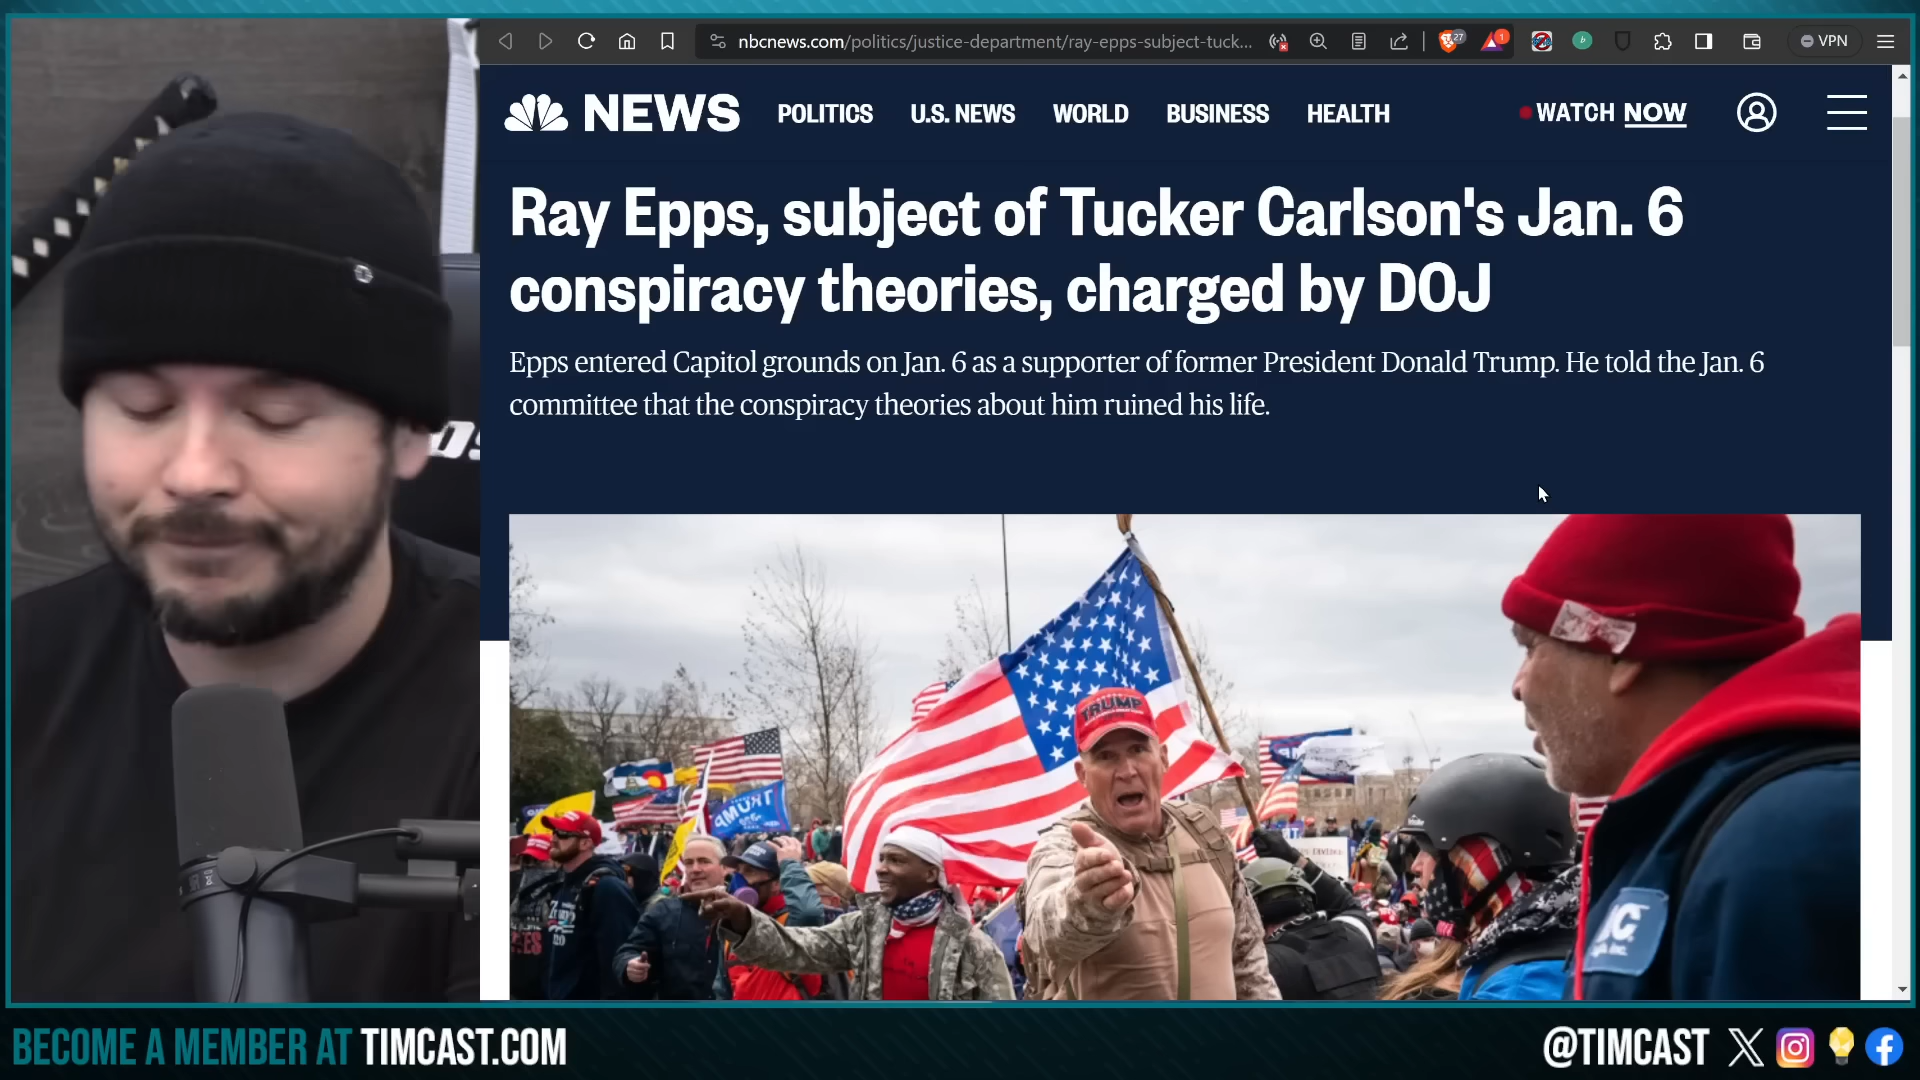 nbcnews.com/politics/justice-department/ray-epps-subject-tuck...
27
1
VPN
NEWS
POLITICS
U.S. NEWS
WORLD
BUSINESS
HEALTH
WATCH NOW
Ray Epps, subject of Tucker Carlson's Jan. 6
conspiracy theories, charged by DOJ
Epps entered Capitol grounds on Jan. 6 as a supporter of former President Donald Trump. He told the Jan. 6
committee that the conspiracy theories about him ruined his life.
TRUMP
TRUMP
BECOME A MEMBER AT TIMCAST.COM
@TIMCAST